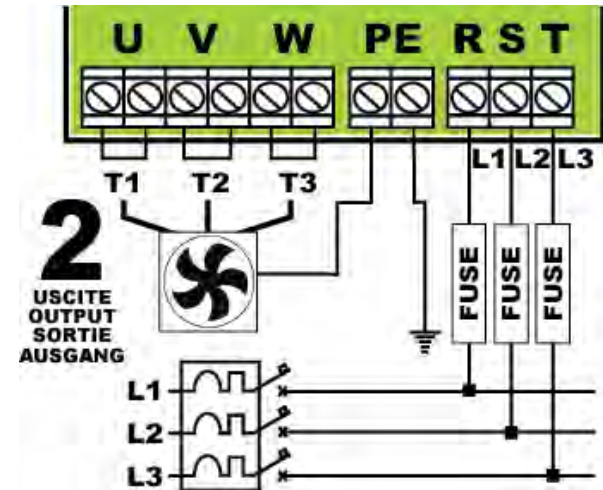 U V W PE R S T
L1 L2 L3
T1 T2 T3
2
USCITE
OUTPUT
SORTIE
AUSGANG
FUSE FUSE FUSE
L1
L2
L3